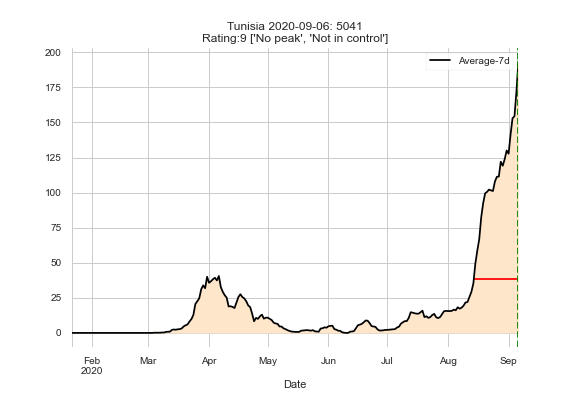 Tunisia 2020-09-06: 5041
Rating:9 ['No peak', 'Not in control']
Average-7d
200
175
150
125
100
75
50
25
0
Feb Mar Apr May Jun Jul Aug Sep
2020
Date